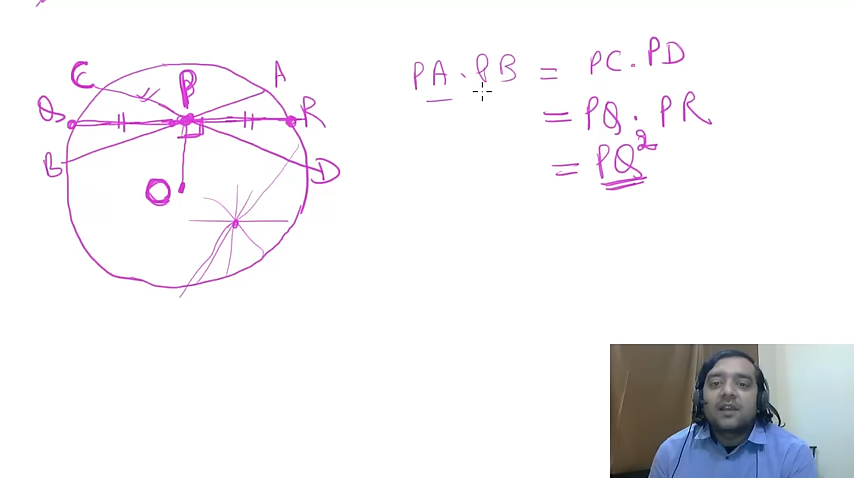 C
P
A
Q
R
B
D
O
PA · PB = PC · PD
= PQ · PR
= PQ²